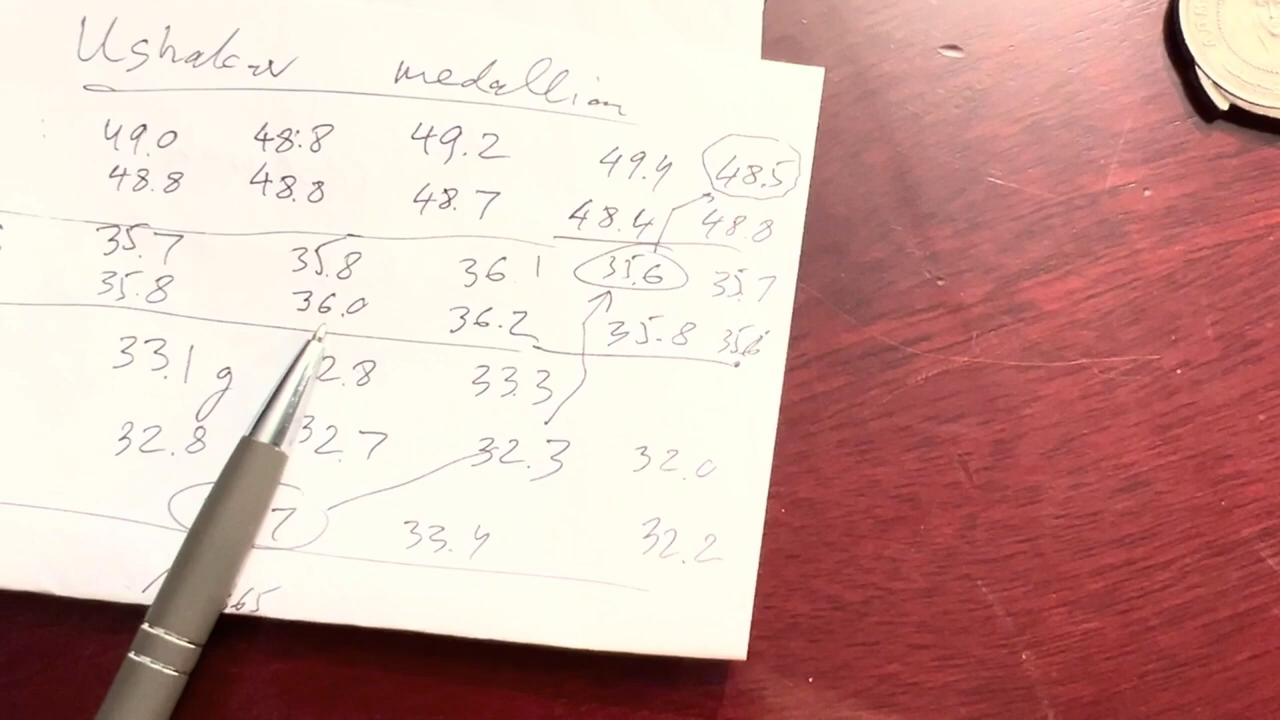 Ushakov medallion
49.0 48.8 49.2 49.4 48.5
48.8 48.8 48.7 48.4 48.8
35.7 35.8 36.1 35.6 35.7
35.8 36.0 36.2 35.8 35.6
33.1 g 2.8 33.3
32.8 32.7 32.3 32.0
7 33.4 32.2
365